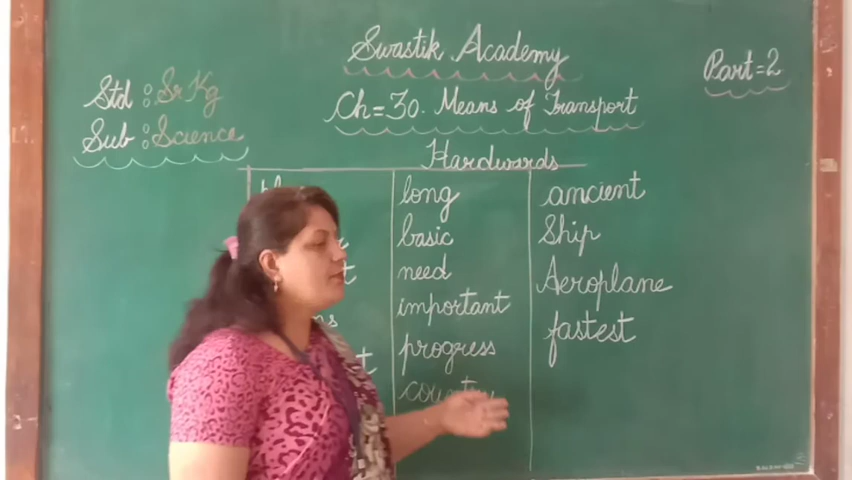 Swastik Academy
Part=2
Std : Sr Kg
Ch=30. Means of Transport
Sub : Science
Hardwards
long
ancient
basic
Ship
need
Aeroplane
important
fastest
progress
country